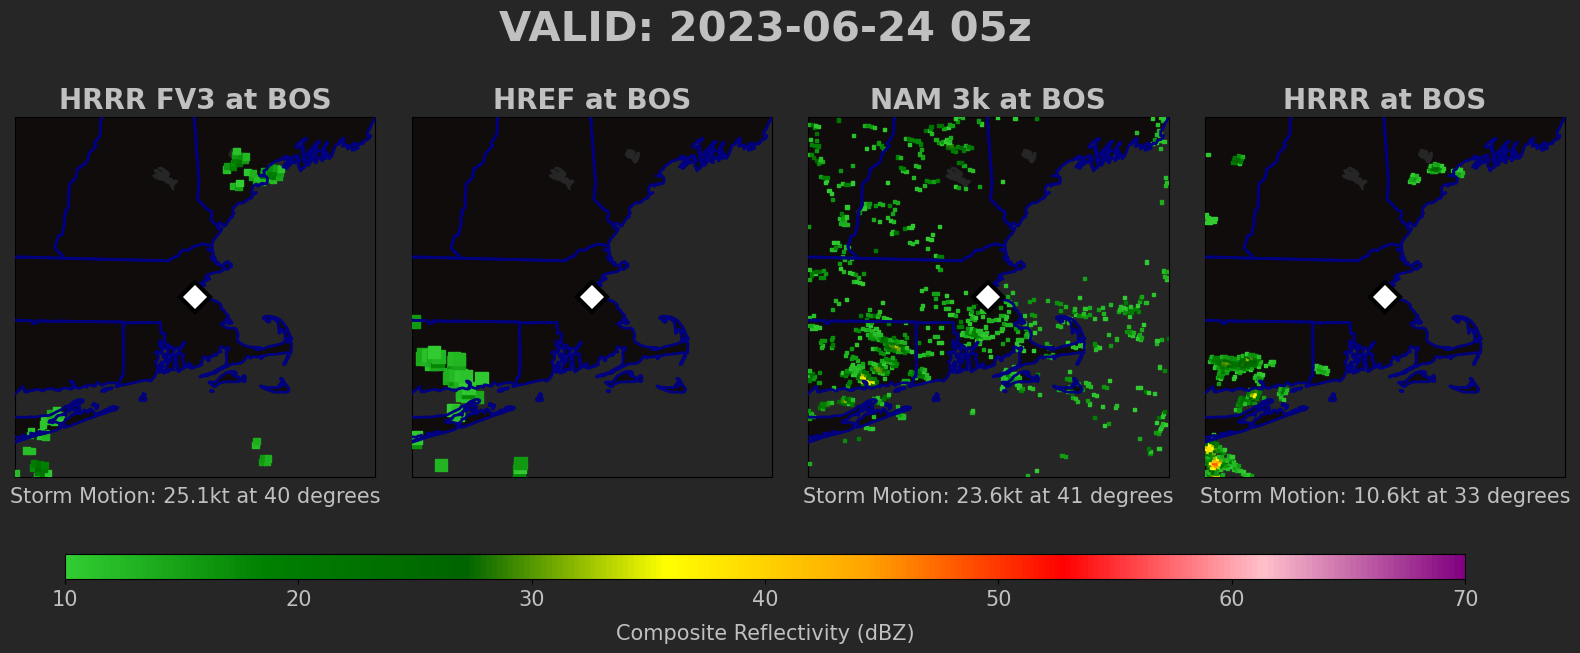 VALID: 2023-06-24 05z
HRRR FV3 at BOS
HREF at BOS
NAM 3k at BOS
HRRR at BOS
Storm Motion: 25.1kt at 40 degrees
Storm Motion: 23.6kt at 41 degrees
Storm Motion: 10.6kt at 33 degrees
10 20 30 40 50 60 70
Composite Reflectivity (dBZ)